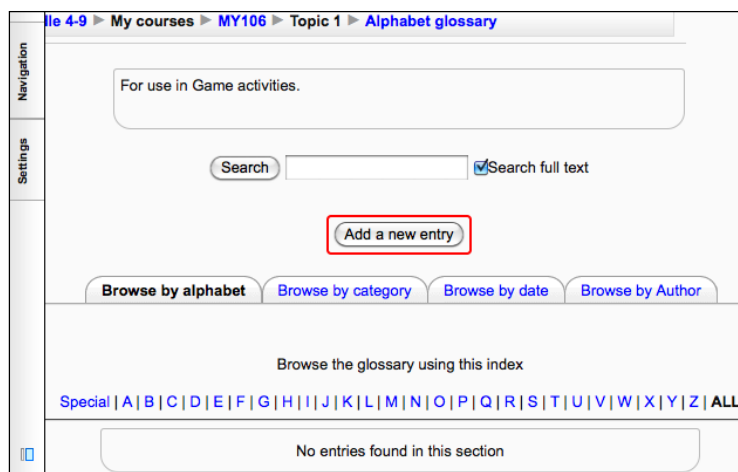 lle 4-9 ► My courses ► MY106 ► Topic 1 ► Alphabet glossary
Navigation
Settings
For use in Game activities.
Search Search full text
Add a new entry
Browse by alphabet Browse by category Browse by date Browse by Author
Browse the glossary using this index
Special | A | B | C | D | E | F | G | H | I | J | K | L | M | N | O | P | Q | R | S | T | U | V | W | X | Y | Z | ALL
No entries found in this section